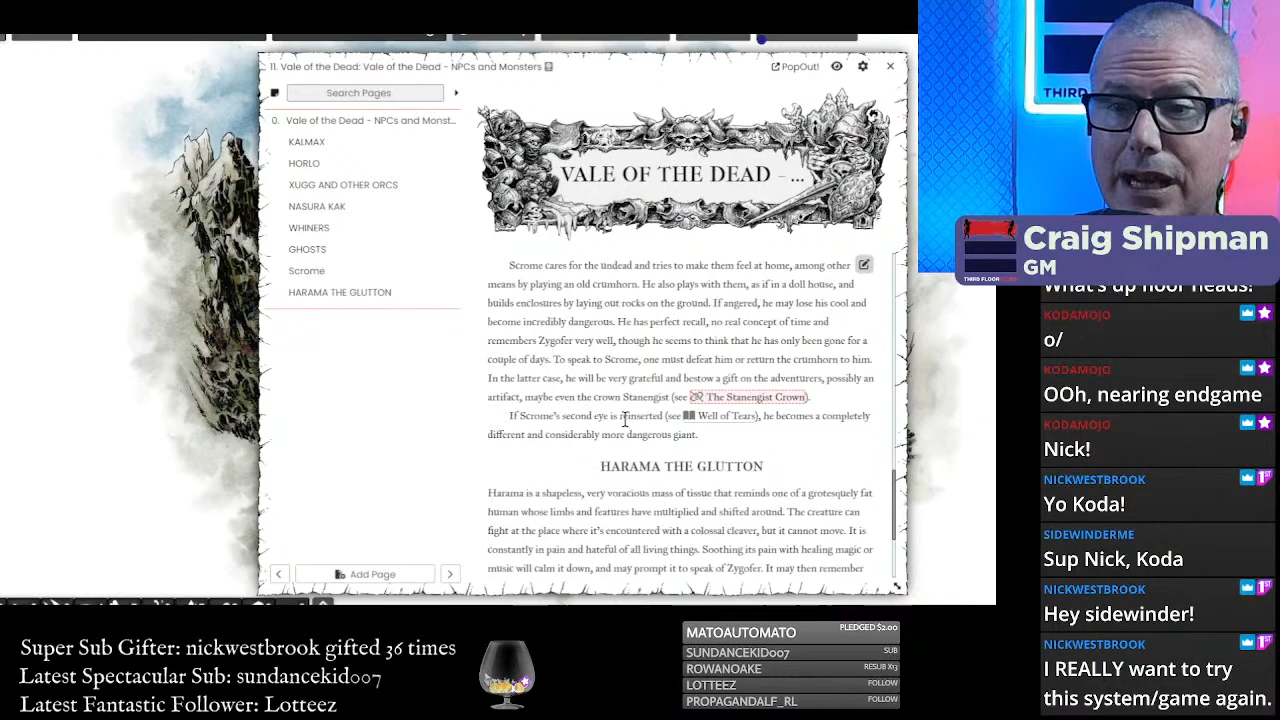 11. Vale of the Dead: Vale of the Dead - NPCs and Monsters
PopOut!
Search Pages
0. Vale of the Dead - NPCs and Monst...
KALMAX
HORLO
XUGG AND OTHER ORCS
NASURA KAK
WHINERS
GHOSTS
Scrome
HARAMA THE GLUTTON
Add Page
VALE OF THE DEAD - ...
Scrome cares for the undead and tries to make them feel at home, among other
means by playing an old crumhorn. He also plays with them, as if in a doll house, and
builds enclosures by laying out rocks on the ground. If angered, he may lose his cool and
become incredibly dangerous. He has perfect recall, no real concept of time and
remembers Zygofer very well, though he seems to think that he has only been gone for a
couple of days. To speak to Scrome, one must defeat him or return the crumhorn to him.
In the latter case, he will be very grateful and bestow a gift on the adventurers, possibly an
artifact, maybe even the crown Stanengist (see The Stanengist Crown).
If Scrome's second eye is reinserted (see Well of Tears), he becomes a completely
different and considerably more dangerous giant.
HARAMA THE GLUTTON
Harama is a shapeless, very voracious mass of tissue that reminds one of a grotesquely fat
human whose limbs and features have multiplied and shifted around. The creature can
fight at the place where it's encountered with a colossal cleaver, but it cannot move. It is
constantly in pain and hateful of all living things. Soothing its pain with healing magic or
music will calm it down, and may prompt it to speak of Zygofer. It may then remember
THIRD
Craig Shipman
GM
THIRD FLOOR
What's up floor heads!
KODAMOJO
o/
KODAMOJO
OOh, nearing endgame
KODAMOJO
Nick!
NICKWESTBROOK
Yo Koda!
SIDEWINDERME
Sup Nick, Koda
NICKWESTBROOK
Hey sidewinder!
NICKWESTBROOK
I REALLY want to try
this system/game again.
Super Sub Gifter: nickwestbrook gifted 36 times
Latest Spectacular Sub: sundancekid007
Latest Fantastic Follower: Lotteez
MATOAUTOMATO PLEDGED $2.00
SUNDANCEKID007 SUB
ROWANOAKE RESUB X13
LOTTEEZ FOLLOW
PROPAGANDALF_RL FOLLOW